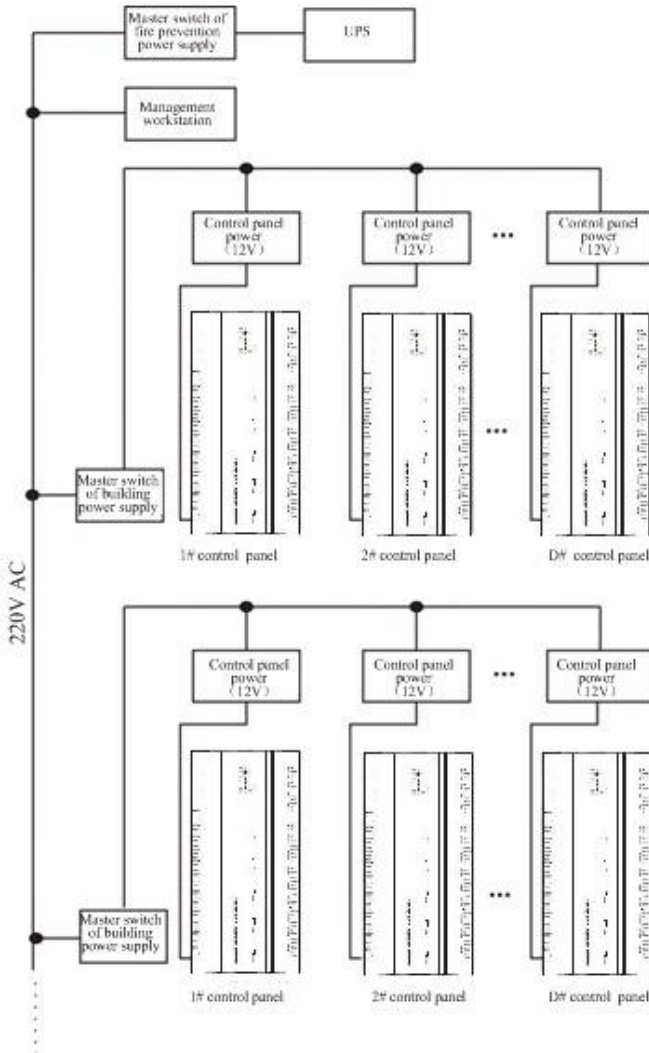 Master switch of
fire prevention
power supply
UPS
Management
workstation
Control panel
power
(12V)
Control panel
power
(12V)
...
Control panel
power
(12V)
...
Master switch
of building
power supply
1# control panel
2# control panel
D# control panel
220V AC
Control panel
power
(12V)
Control panel
power
(12V)
...
Control panel
power
(12V)
...
Master switch
of building
power supply
1# control panel
2# control panel
D# control panel